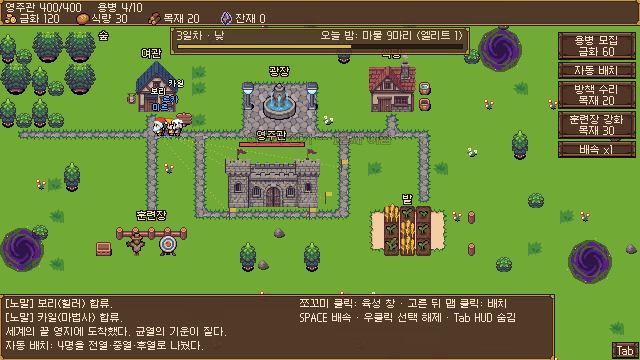 영주관 400/400 용병 4/10
금화 120 식량 30 목재 20 잔재 0
3일차 · 낮 오늘 밤: 마물 9마리 (엘리트 1)
용병 모집
금화 60
자동 배치
방책 수리
목재 20
훈련장 강화
목재 30
배속 x1
숲
여관
광장
카일
보리
영주관
훈련장
밭
[노말] 보리(힐러) 합류.
[노말] 카일(마법사) 합류.
세계의 끝 영지에 도착했다. 균열의 기운이 짙다.
자동 배치: 4명을 전열·중열·후열로 나눴다.
쪼꼬미 클릭: 육성 창 · 고른 뒤 맵 클릭: 배치
SPACE 배속 · 우클릭 선택 해제 · Tab HUD 숨김
Tab